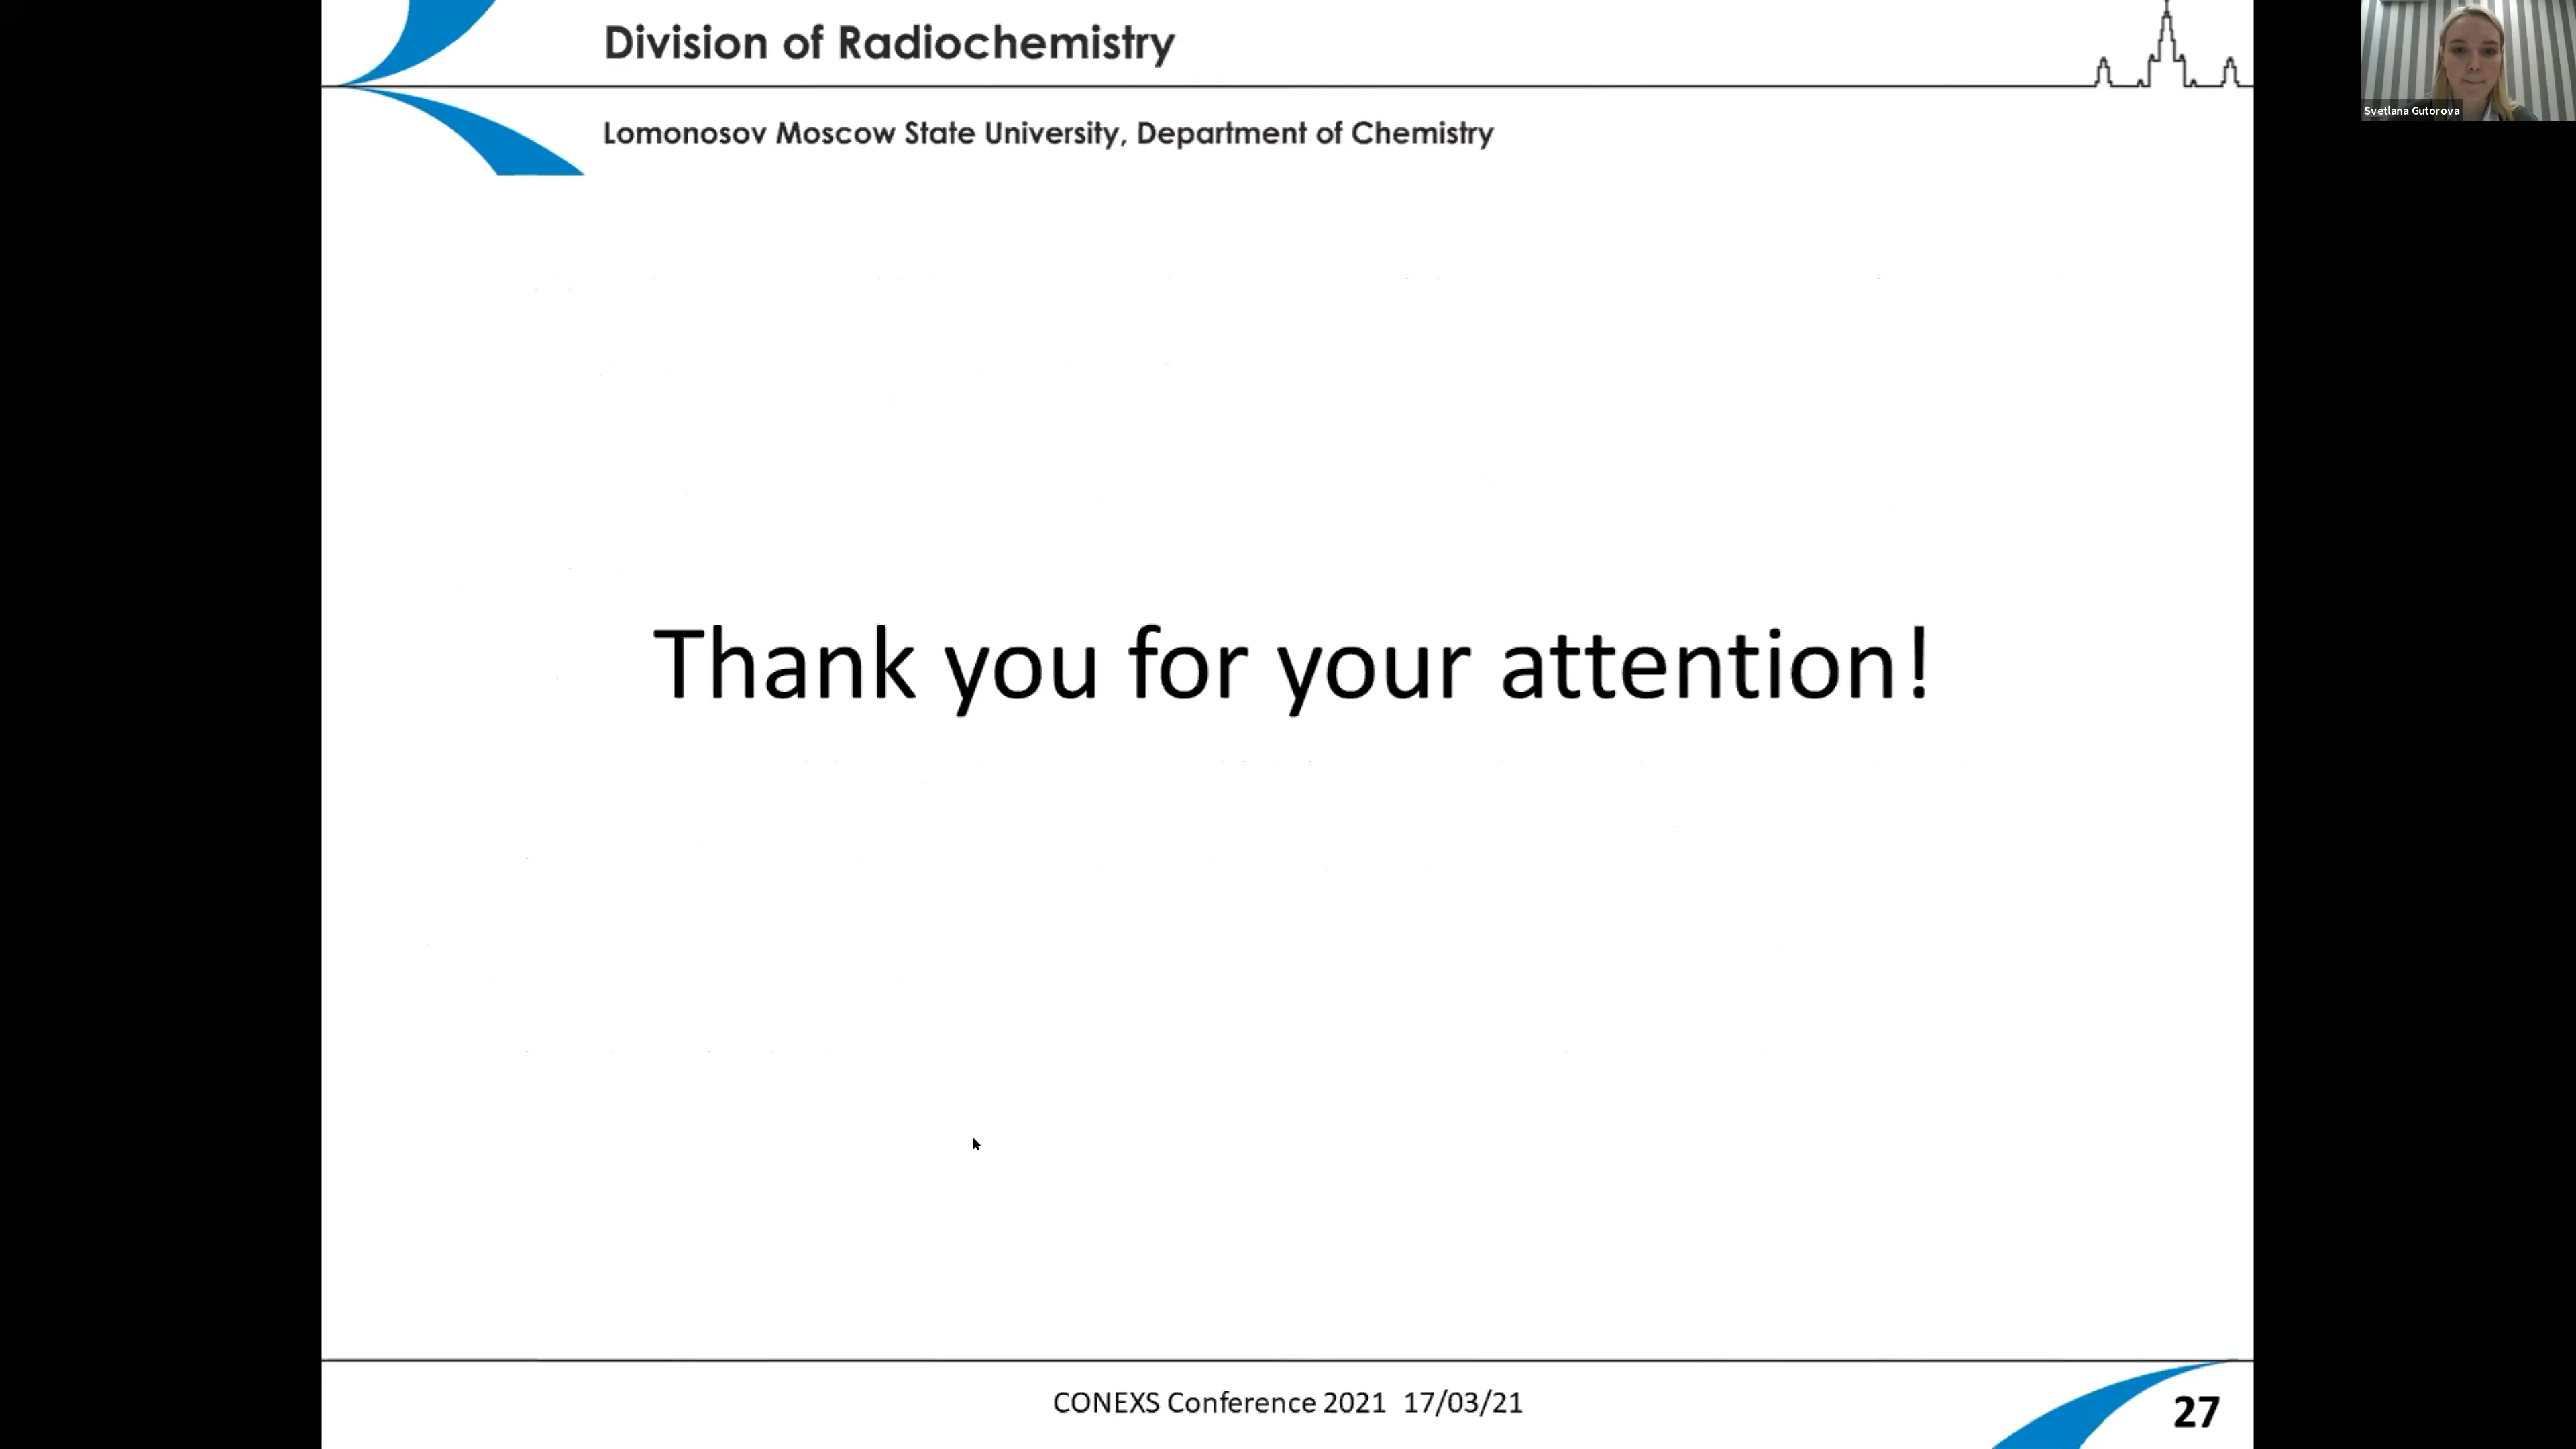 Division of Radiochemistry
Svetlana Gutorova
Lomonosov Moscow State University, Department of Chemistry
Thank you for your attention!
CONEXS Conference 2021 17/03/21
27